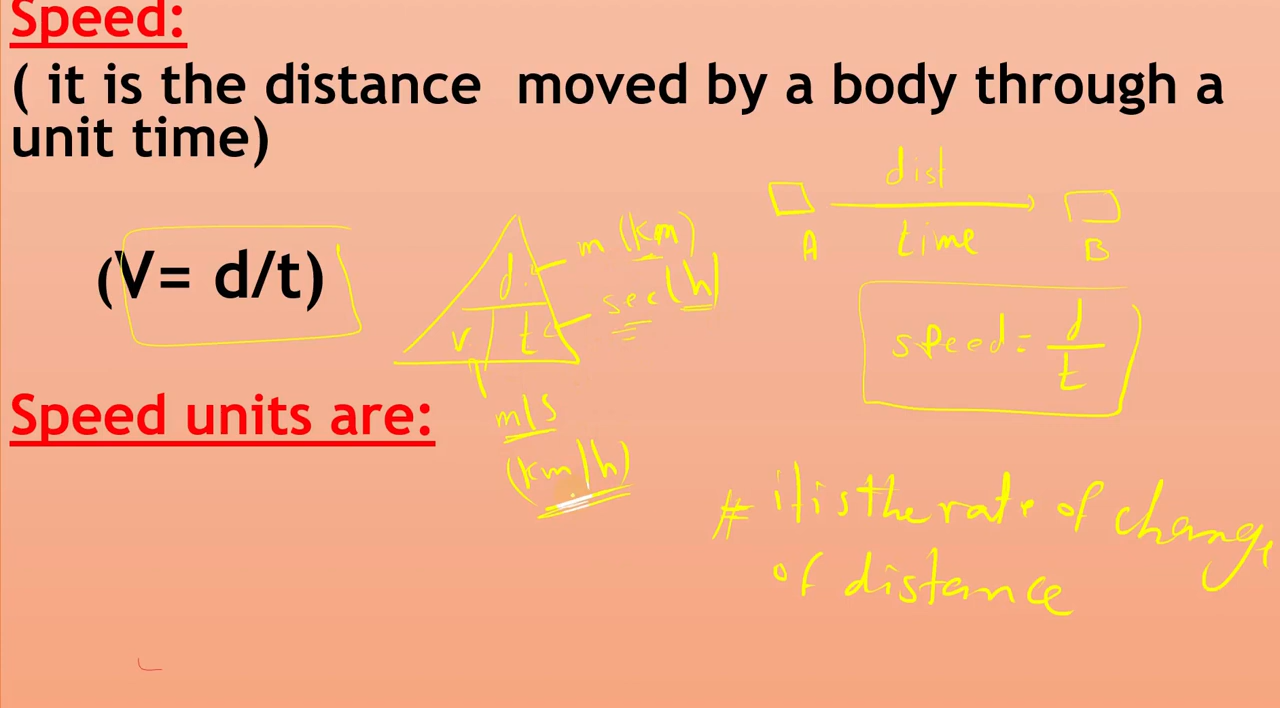 Speed:
( it is the distance moved by a body through a
unit time)
dist
A time B
(V= d/t)
d
m (km)
sec(h)
v t
speed = d
t
Speed units are:
m/s
(km/h)
# it is the rate of change
of distance